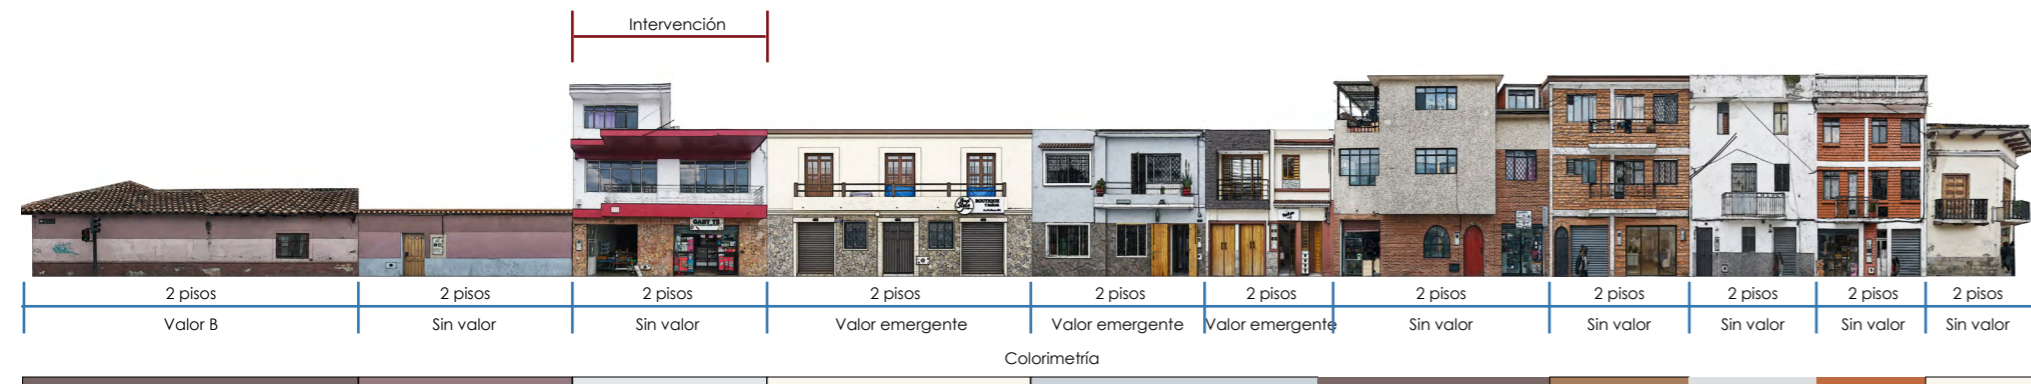 Intervención
BOUTIQUE
2 pisos 2 pisos 2 pisos 2 pisos 2 pisos 2 pisos 2 pisos 2 pisos 2 pisos 2 pisos 2 pisos
Valor B Sin valor Sin valor Valor emergente Valor emergente Valor emergente Sin valor Sin valor Sin valor Sin valor Sin valor
Colorimetría